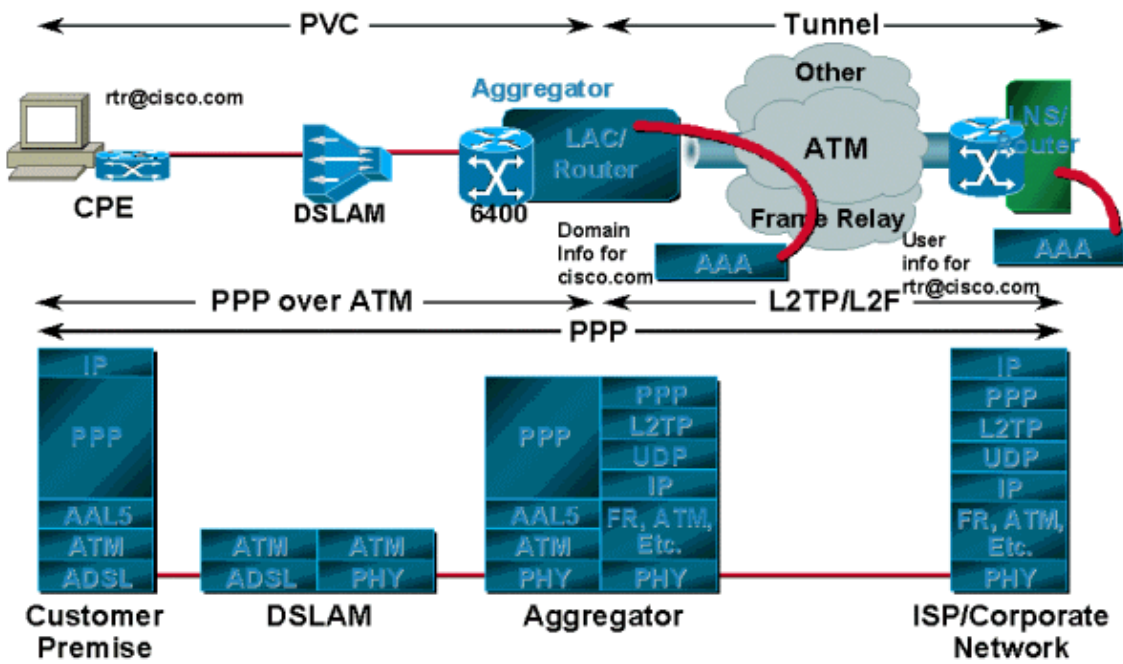 PVC
Tunnel
rtr@cisco.com
Aggregator
Other
LAC/
Router
ATM
LNS/
Router
CPE
DSLAM
6400
Frame Relay
Domain
Info for
cisco.com
AAA
User
info for
rtr@cisco.com
AAA
PPP over ATM
L2TP/L2F
PPP
IP
PPP
AAL5
ATM
ADSL
ATM
ATM
ADSL
PHY
PPP
AAL5
ATM
PHY
PPP
L2TP
UDP
IP
FR, ATM,
Etc.
PHY
IP
PPP
L2TP
UDP
IP
FR, ATM,
Etc.
PHY
Customer
Premise
DSLAM
Aggregator
ISP/Corporate
Network